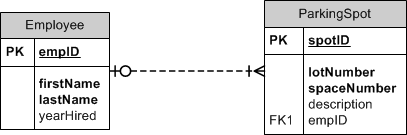 Employee
PK empID
firstName
lastName
yearHired
ParkingSpot
PK spotID
lotNumber
spaceNumber
description
FK1 empID